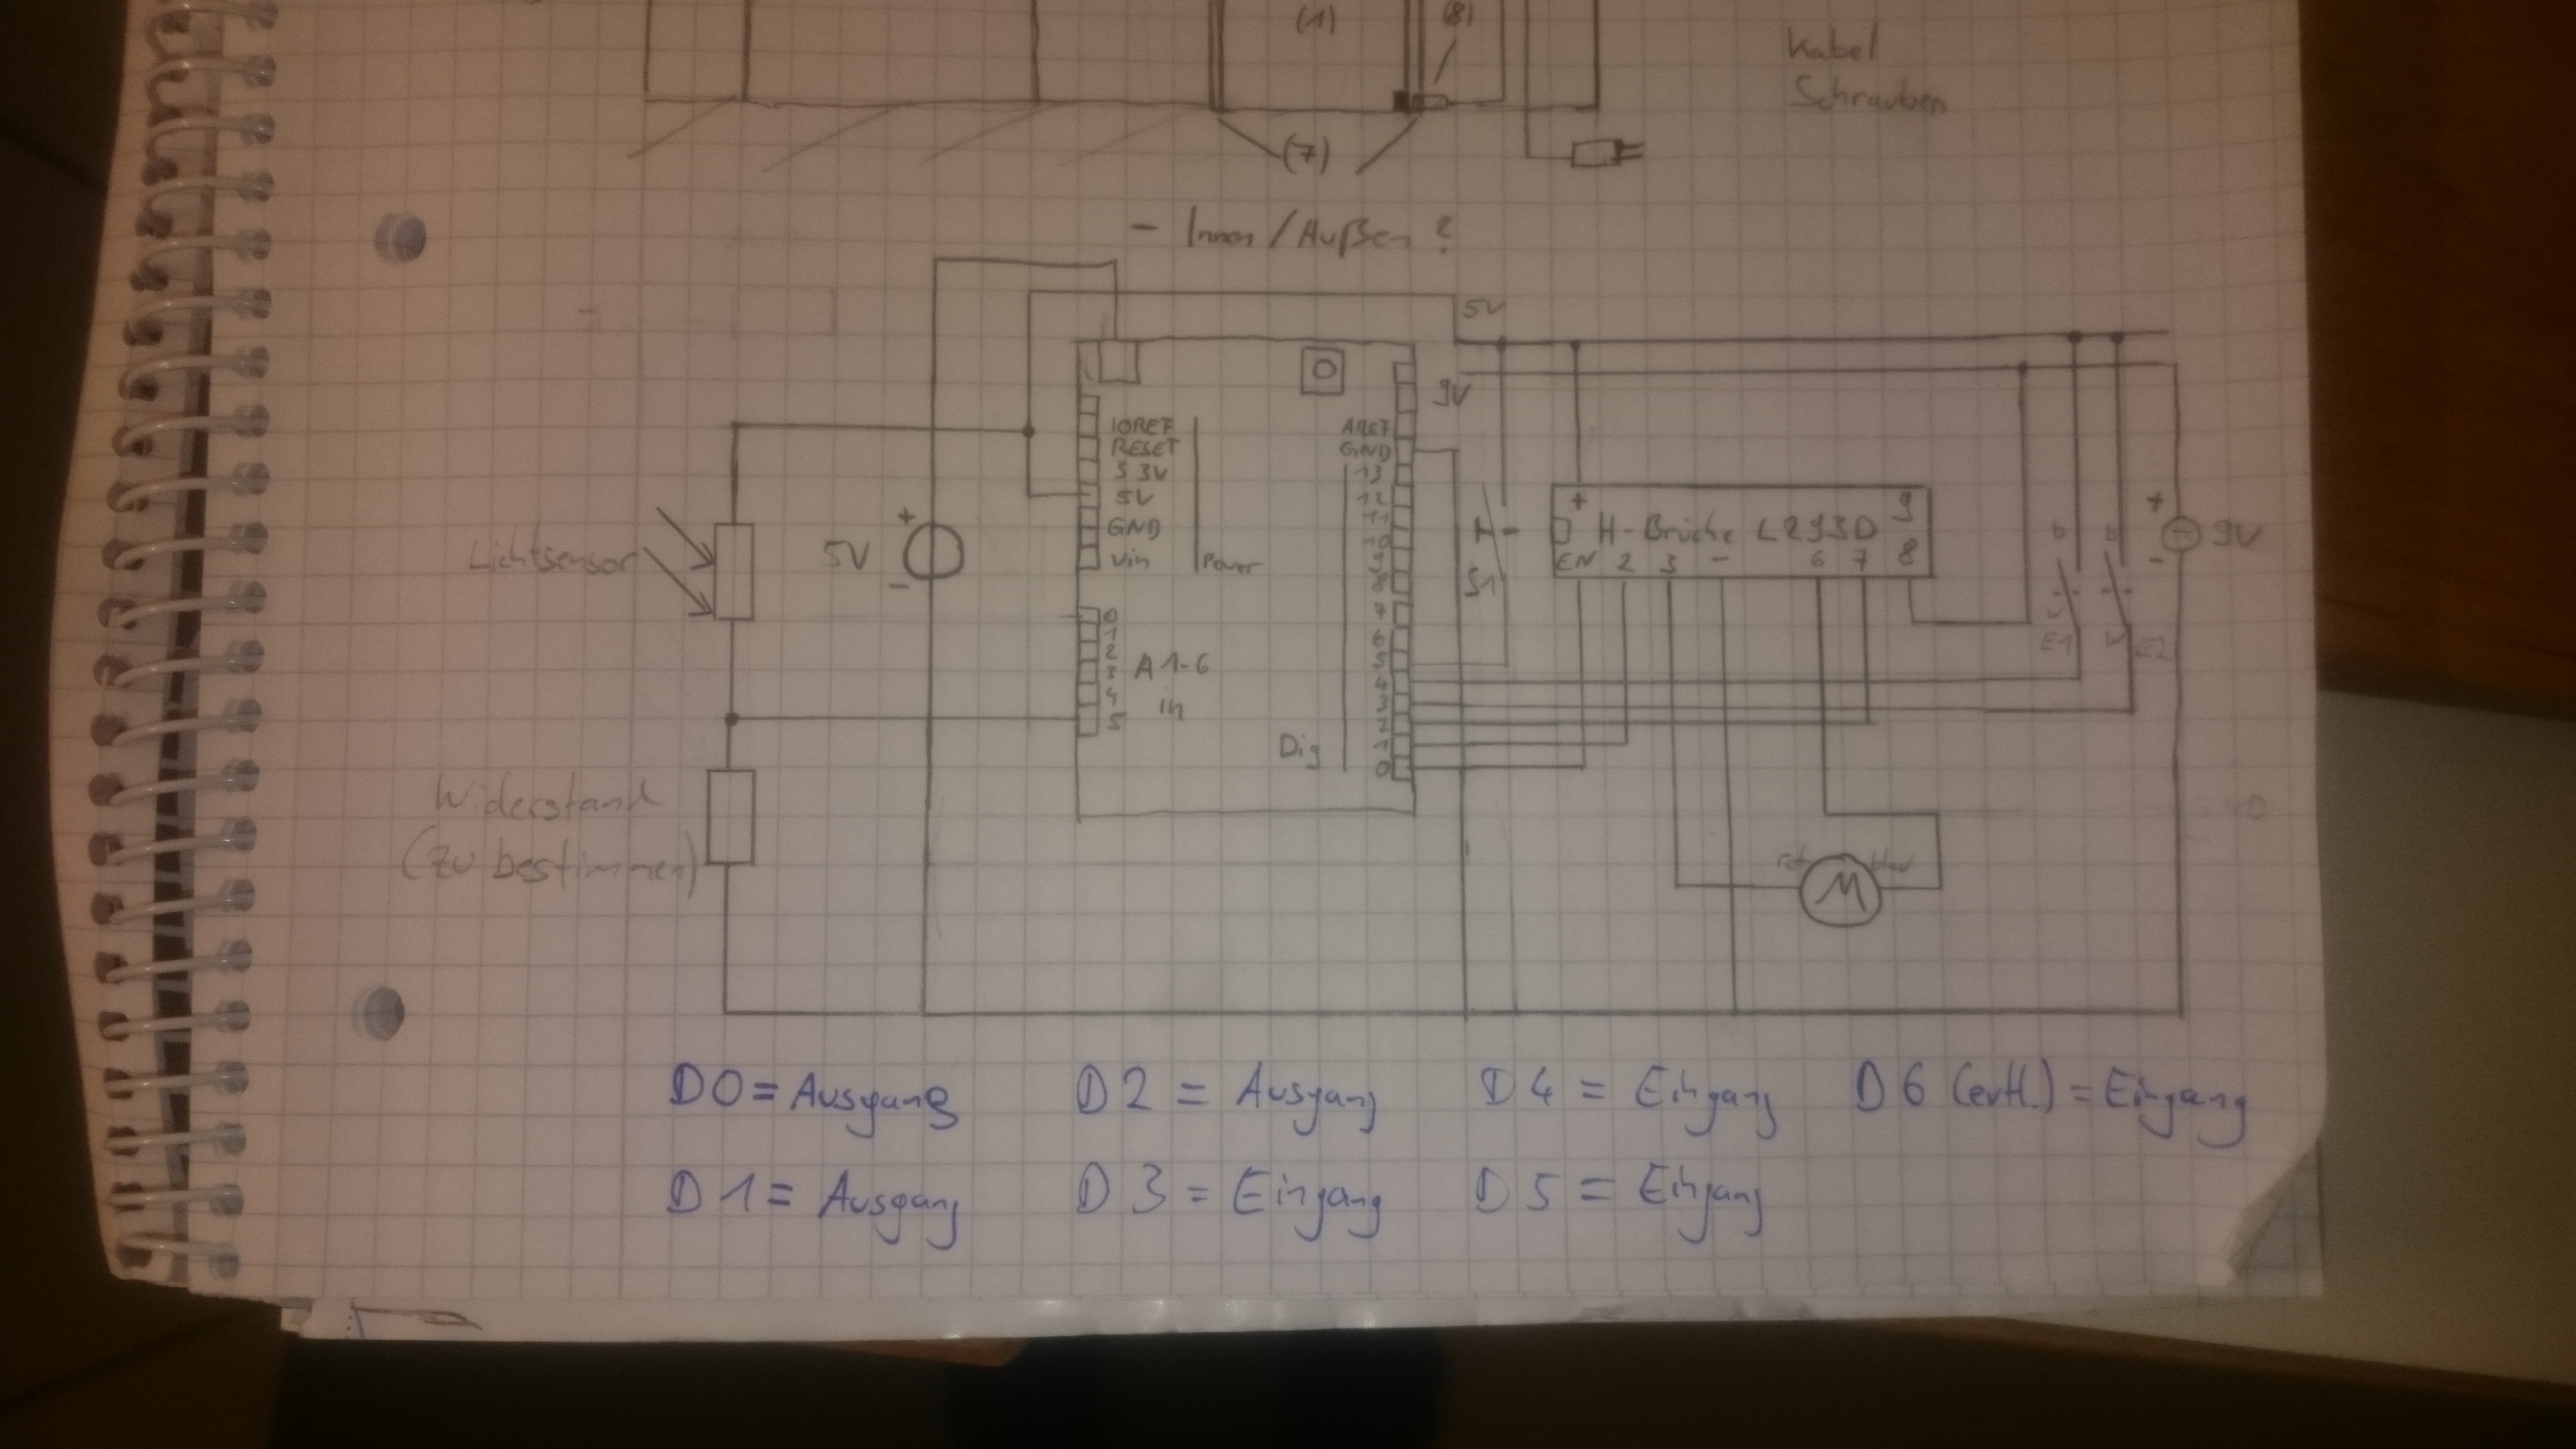 (1)
(8)
Kabel
Schrauben
(7)
- Innen/Außen?
5V
9V
IOREF
RESET
3.3V
5V
GND
Vin
Power
AREF
GND
13
12
11
10
9
8
7
6
5
4
3
2
1
0
Dig
0
1
2
3
4
5
A 1-6
in
Lichtsensor
+
5V
-
Widerstand
(zu bestimmen)
S1
+ 9
H-Brücke L293D
EN 2 3 - 6 7 8
E1
E2
+
9V
-
rot
blau
M
D0 = Ausgang D2 = Ausgang D4 = Eingang D6 (evtl.) = Eingang
D1 = Ausgang D3 = Eingang D5 = Eingang